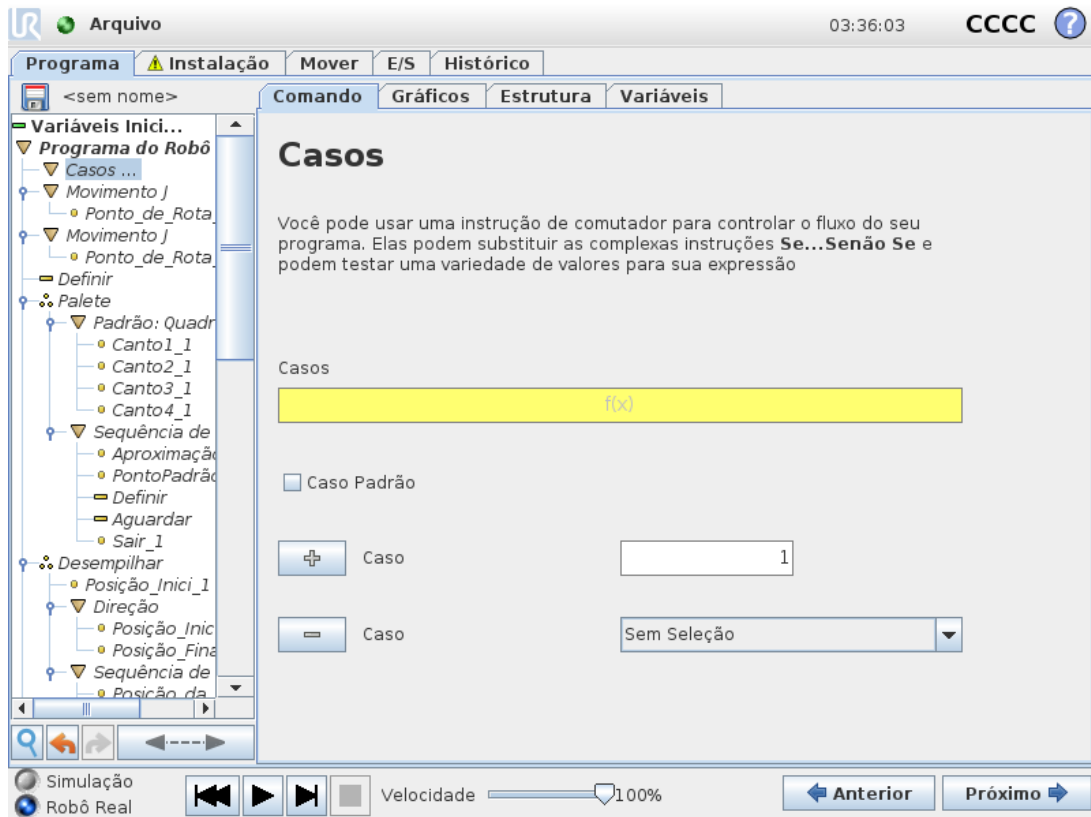 UR Arquivo 03:36:03 CCCC ?
Programa Instalação Mover E/S Histórico
<sem nome>
Comando Gráficos Estrutura Variáveis
Variáveis Inici...
Programa do Robô
Casos ...
Movimento J
Ponto_de_Rota_
Movimento J
Ponto_de_Rota_
Definir
Palete
Padrão: Quadr
Canto1_1
Canto2_1
Canto3_1
Canto4_1
Sequência de
Aproximação
PontoPadrão
Definir
Aguardar
Sair_1
Desempilhar
Posição_Inici_1
Direção
Posição_Inic
Posição_Fina
Sequência de
Posição_da_
Casos
Você pode usar uma instrução de comutador para controlar o fluxo do seu
programa. Elas podem substituir as complexas instruções Se...Senão Se e
podem testar uma variedade de valores para sua expressão
Casos
f(x)
Caso Padrão
Caso 1
Caso Sem Seleção
Simulação
Robô Real
Velocidade 100%
Anterior Próximo